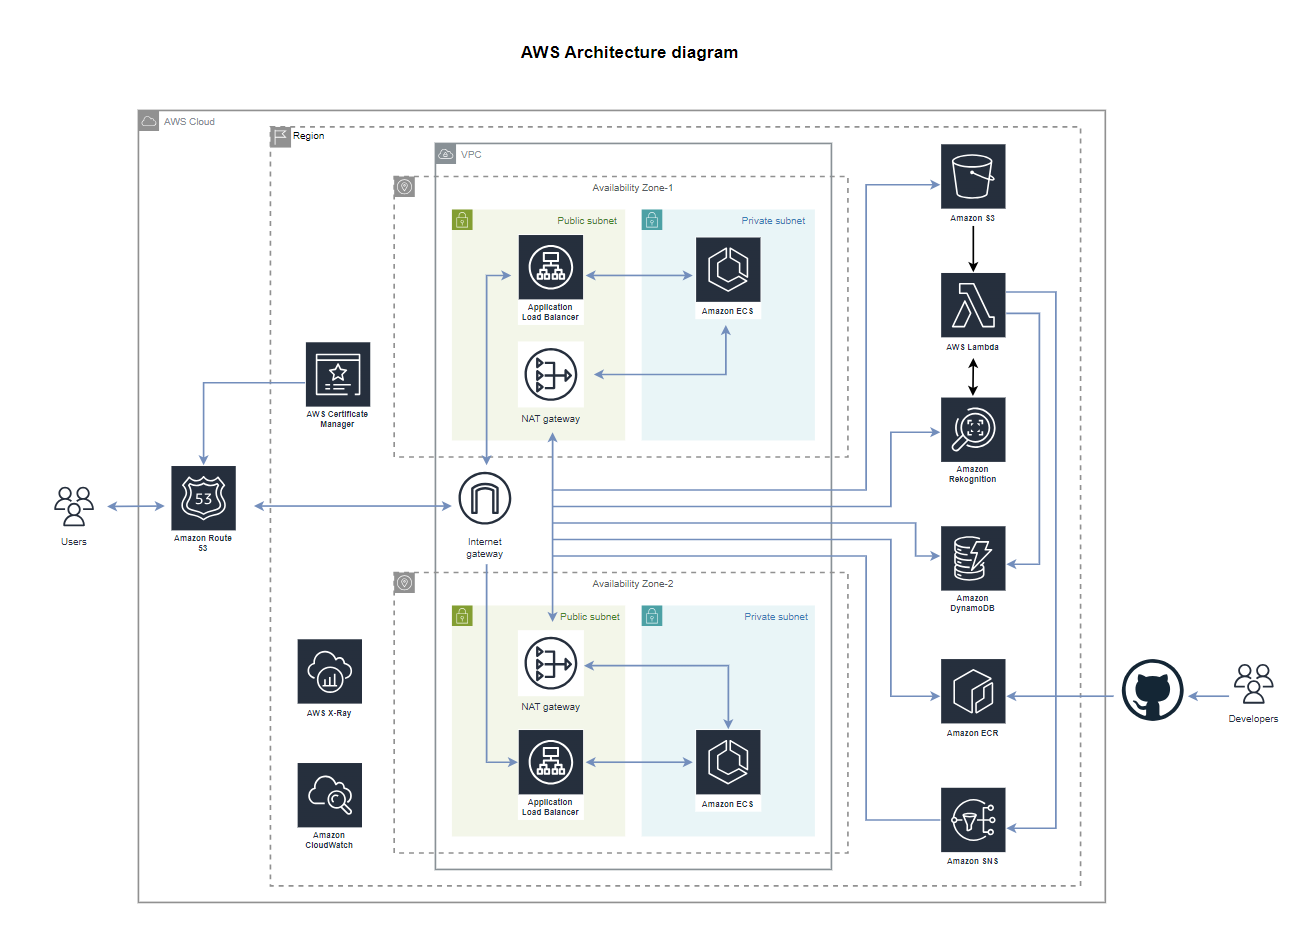 AWS Architecture diagram
AWS Cloud
Region
VPC
Availability Zone-1
Public subnet
Private subnet
Application
Load Balancer
Amazon ECS
NAT gateway
Amazon S3
AWS Lambda
AWS Certificate
Manager
Amazon
Rekognition
53
Amazon Route
53
Users
Internet
gateway
Availability Zone-2
Public subnet
Private subnet
NAT gateway
Application
Load Balancer
Amazon ECS
Amazon
DynamoDB
AWS X-Ray
Amazon
CloudWatch
Amazon ECR
Developers
Amazon SNS